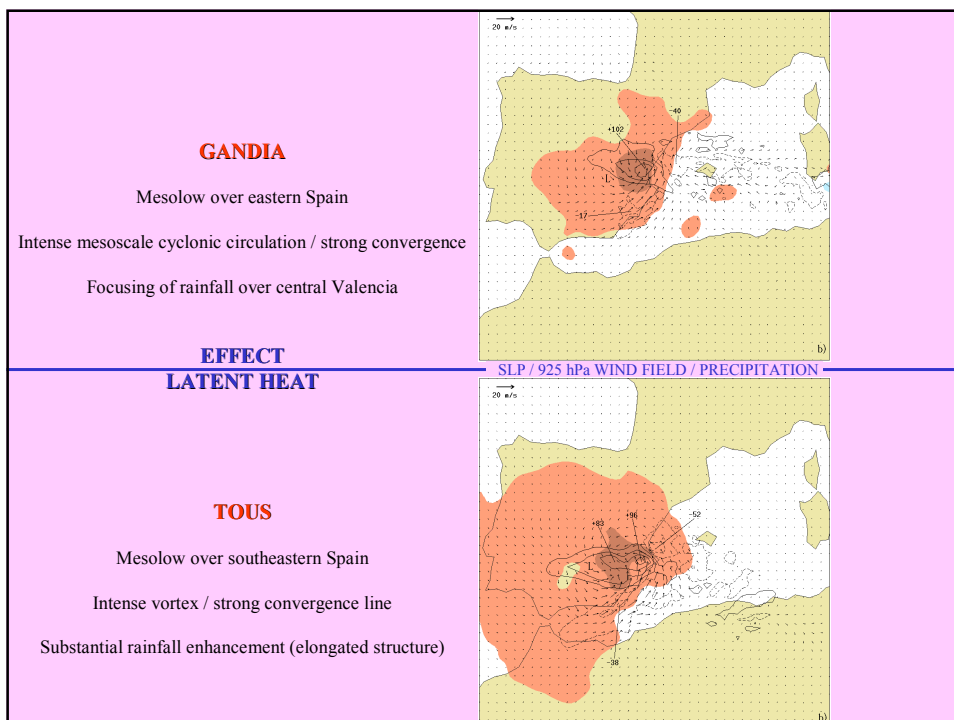 GANDIA
Mesolow over eastern Spain
Intense mesoscale cyclonic circulation / strong convergence
Focusing of rainfall over central Valencia
20 m/s
-40
+102
L
-17
b)
EFFECT
LATENT HEAT
SLP / 925 hPa WIND FIELD / PRECIPITATION
TOUS
Mesolow over southeastern Spain
Intense vortex / strong convergence line
Substantial rainfall enhancement (elongated structure)
20 m/s
+83
+96
-52
L
-38
b)